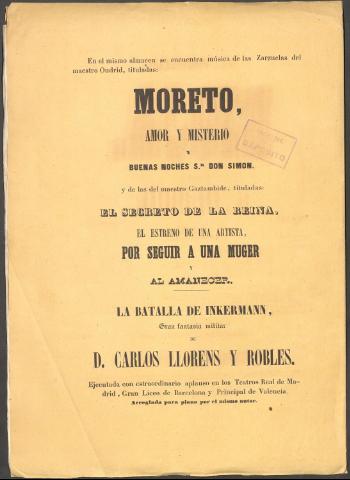 En el mismo almacen se encuentra música de las Zarzuelas del
maestro Oudrid, tituladas:
MORETO,
AMOR Y MISTERIO
Y
BUENAS NOCHES S.ʳ DON SIMON.
y de las del maestro Gaztambide, tituladas:
EL SECRETO DE LA REINA,
EL ESTRENO DE UNA ARTISTA,
POR SEGUIR A UNA MUGER
Y
AL AMANECER.
LA BATALLA DE INKERMANN,
Gran fantasia militar
DE
D. CARLOS LLORENS Y ROBLES.
Ejecutada con estraordinario aplauso en los Teatros Real de Ma-
drid, Gran Liceo de Barcelona y Principal de Valencia
Arreglada para piano por el mismo autor.
DEPÓSITO